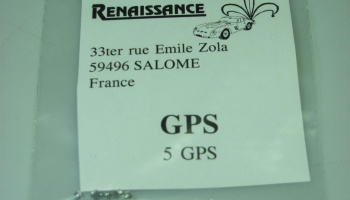 RENAISSANCE
33ter rue Emile Zola
59496 SALOME
France
GPS
5 GPS